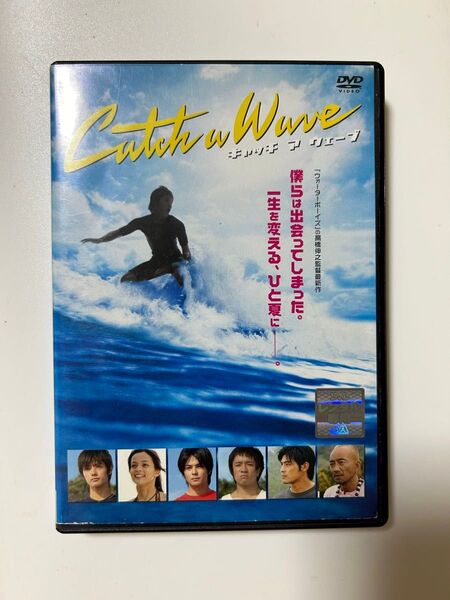 DVD
VIDEO
Catch a Wave
キャッチ ア ウェーブ
「ウォーターボーイズ」の高橋伸之監督最新作
僕らは出会ってしまった。
一生を変える、ひと夏に──。